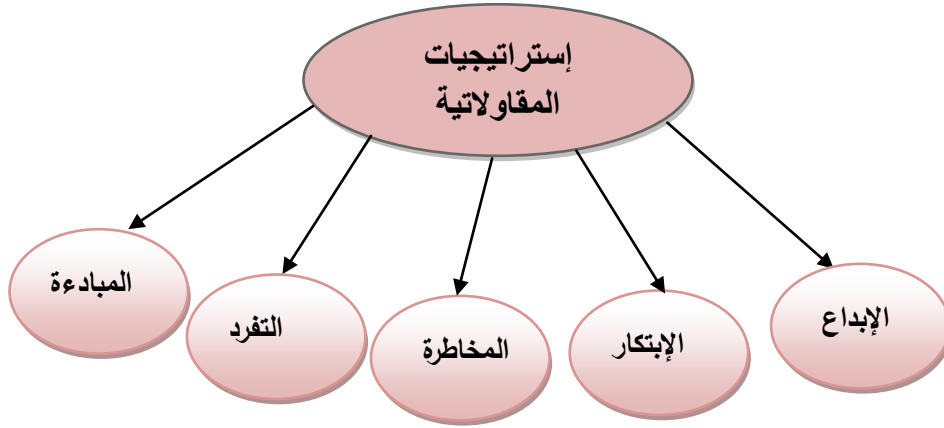 إستراتيجيات
المقاولاتية
الإبداع
الإبتكار
المخاطرة
التفرد
المبادءة